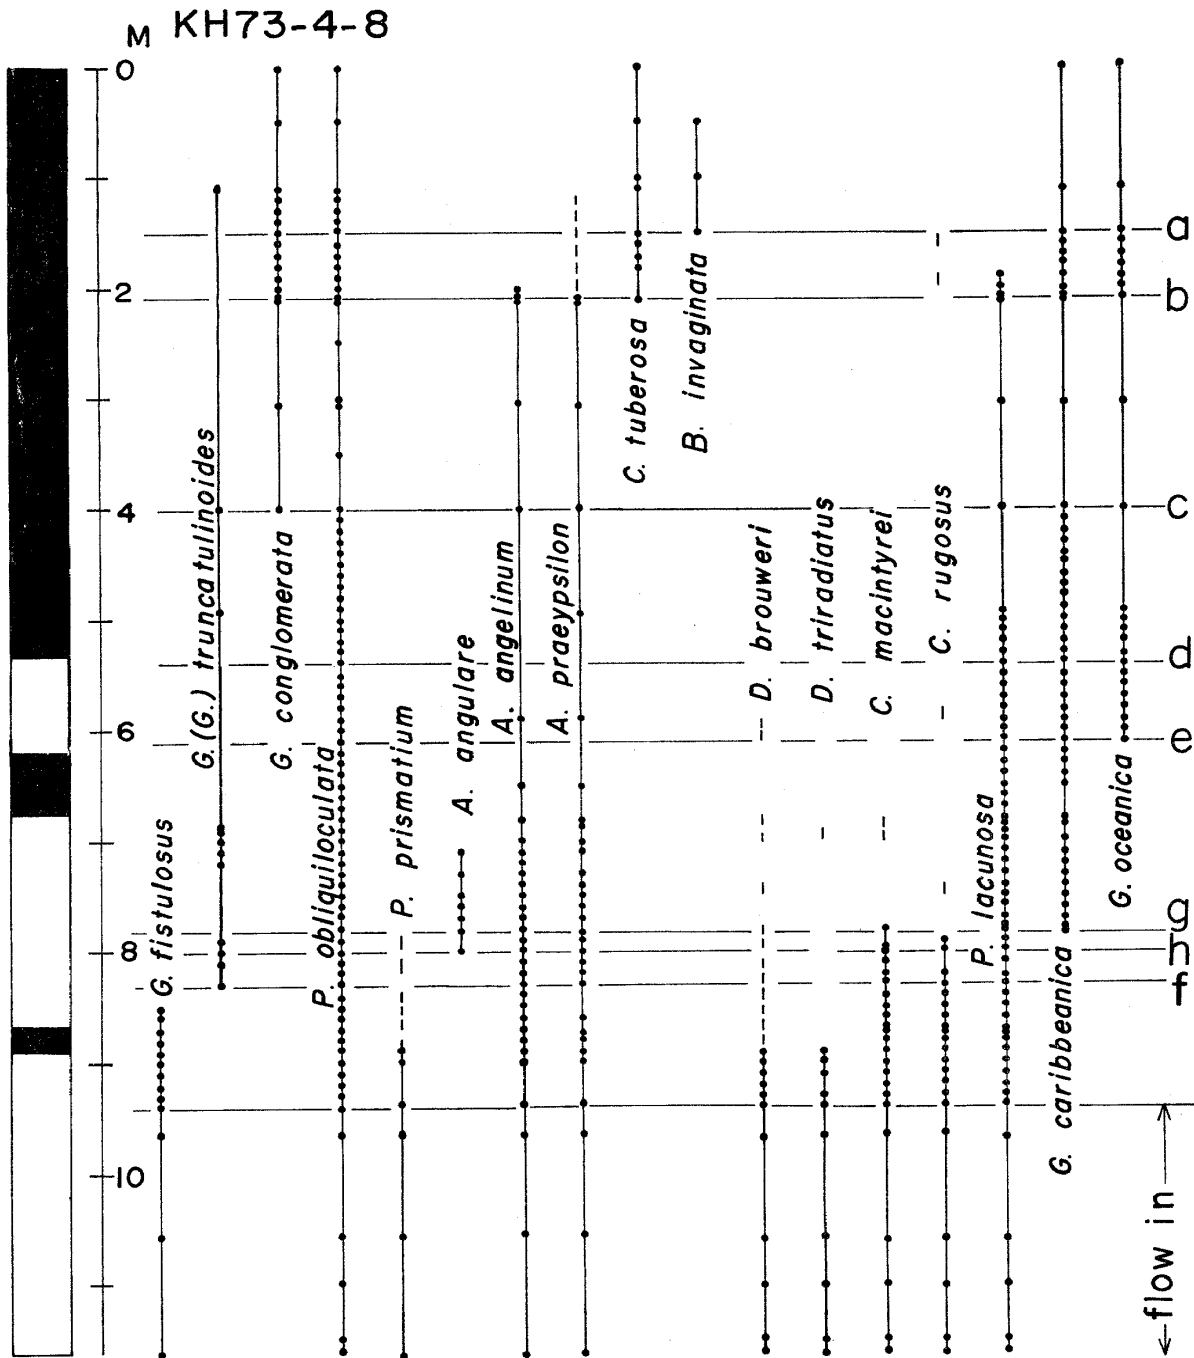 M KH73-4-8
0
2
4
6
8
10
G. fistulosus
G.(G.) truncatulinoides
G. conglomerata
P. obliquiloculata
P. prismatium
A. angulare
A. angelinum
A. praeypsilon
C. tuberosa
B. invaginata
D. brouweri
D. triradiatus
C. macintyrei
C. rugosus
P. lacunosa
G. caribbeanica
G. oceanica
a
b
c
d
e
g
h
f
flow in